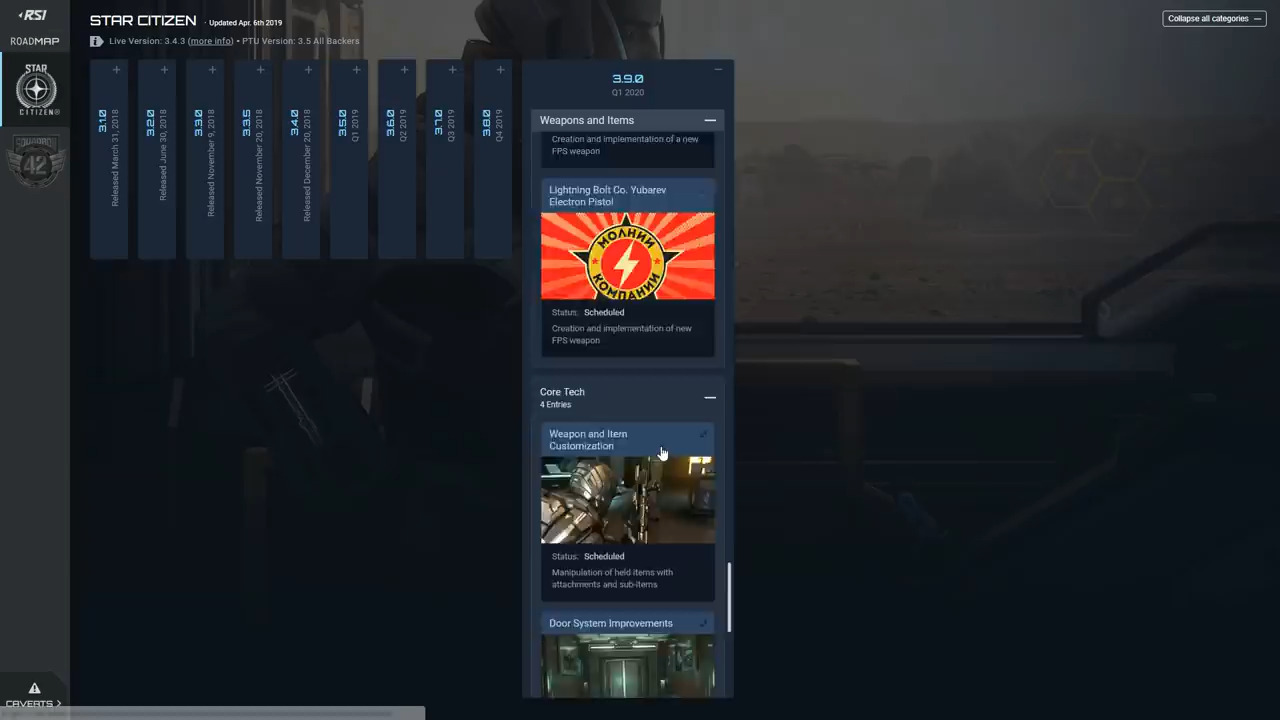 RSI
ROADMAP
STAR CITIZEN®
SQUADRON 42
CAVEATS >
STAR CITIZEN • Updated Apr. 6th 2019
Live Version: 3.4.3 (more info) • PTU Version: 3.5 All Backers
Collapse all categories —
3.1.0 Released March 31, 2018
3.2.0 Released June 30, 2018
3.3.0 Released November 9, 2018
3.3.5 Released November 20, 2018
3.4.0 Released December 20, 2018
3.5.0 Q1 2019
3.6.0 Q2 2019
3.7.0 Q3 2019
3.8.0 Q4 2019
3.9.0
Q1 2020
Weapons and Items
Creation and implementation of a new
FPS weapon
Lightning Bolt Co. Yubarev
Electron Pistol
МОЛНИИ
КОМПАНИИ
Status: Scheduled
Creation and implementation of new
FPS weapon
Core Tech
4 Entries
Weapon and Item
Customization
Status: Scheduled
Manipulation of held items with
attachments and sub-items
Door System Improvements